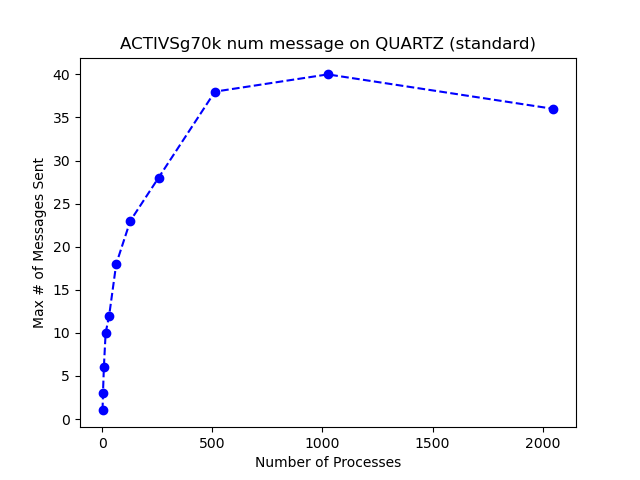 ACTIVSg70k num message on QUARTZ (standard)
40
35
30
25
20
15
10
5
0
Max # of Messages Sent
0 500 1000 1500 2000
Number of Processes